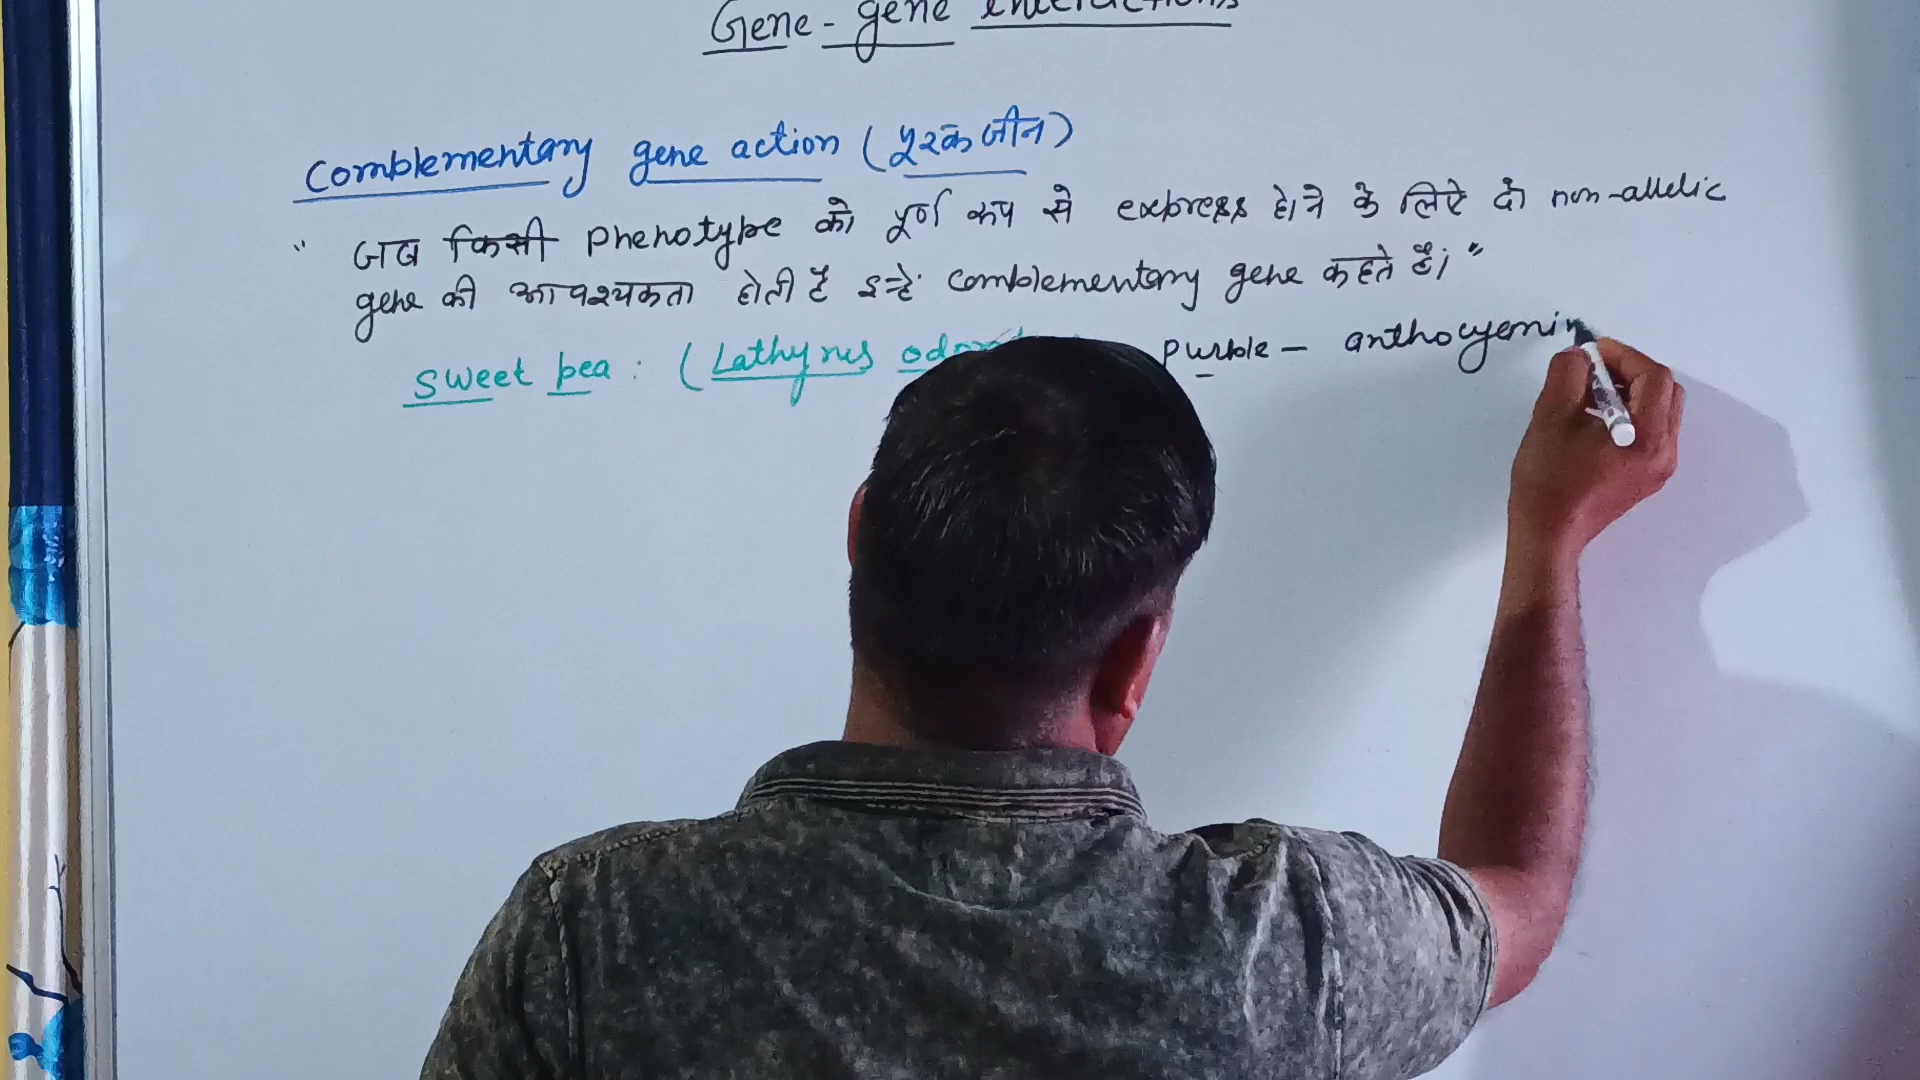 Gene - gene interactions
Complementary gene action (पूरक जीन)
" जब किसी Phenotype को पूर्ण रूप से express होने के लिए दो non-allelic
gene की आवश्यकता होती है इन्हे complementary gene कहते है। "
Sweet pea : (Lathyrus Purple - anthocyanin